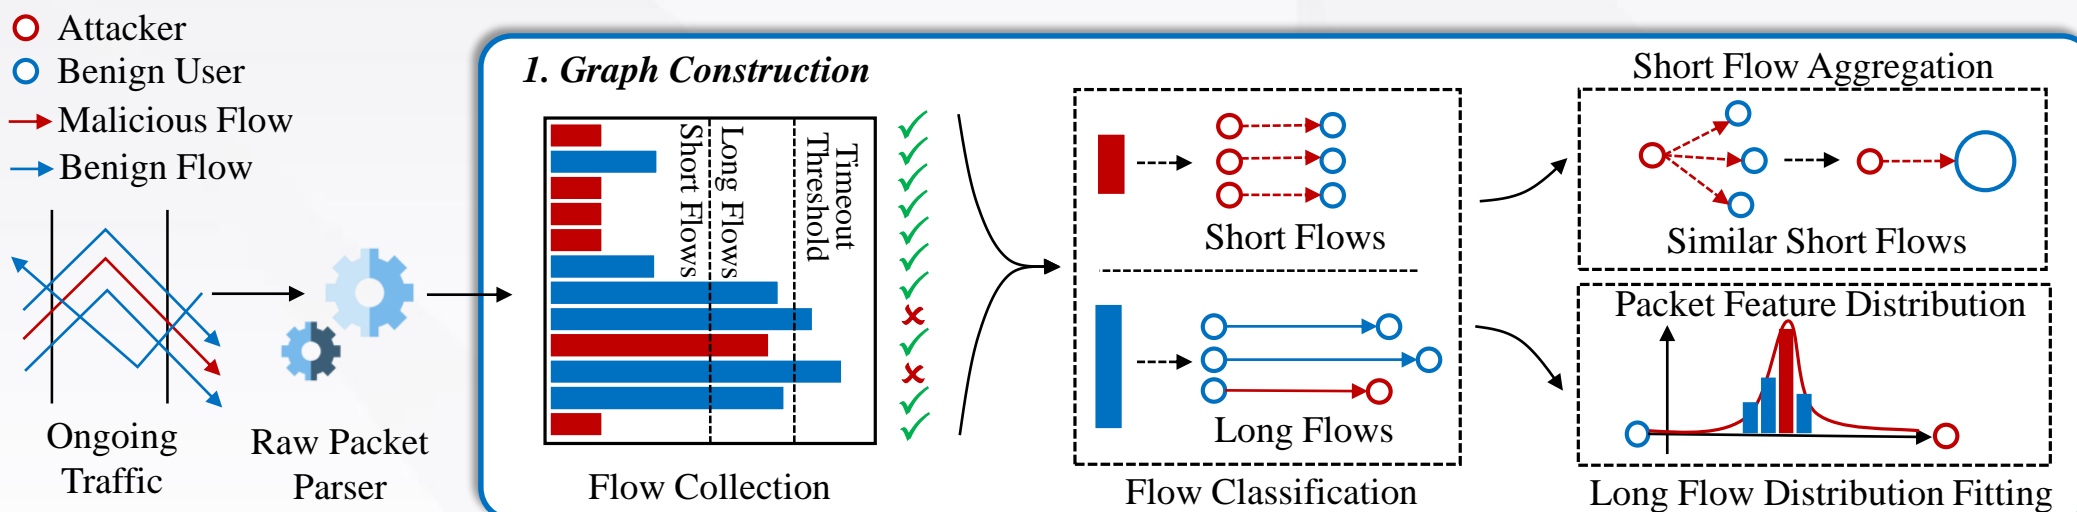 Attacker
Benign User
Malicious Flow
Benign Flow
Ongoing
Traffic
Raw Packet
Parser
1. Graph Construction
Short Flows
Long Flows
Timeout
Threshold
Flow Collection
Short Flows
Long Flows
Flow Classification
Short Flow Aggregation
Similar Short Flows
Packet Feature Distribution
Long Flow Distribution Fitting